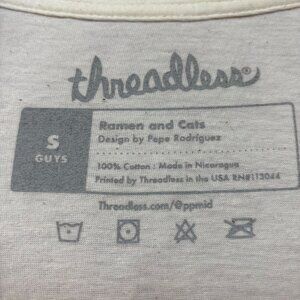 threadless®
S
GUYS
Ramen and Cats
Design by Pepe Rodríguez
100% Cotton : Made in Nicaragua
Printed by Threadless in the USA RN#113044
Threadless.com/@ppmid